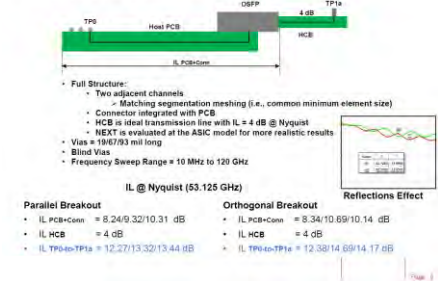 OSFP
TP1a
4 dB
TP0
Host PCB
HCB
IL PCB+Conn
• Full Structure:
• Two adjacent channels
➢ Matching segmentation meshing (i.e., common minimum element size)
• Connector integrated with PCB
• HCB is ideal transmission line with IL = 4 dB @ Nyquist
• NEXT is evaluated at the ASIC model for more realistic results
• Vias = 19/67/93 mil long
• Blind Vias
• Frequency Sweep Range = 10 MHz to 120 GHz
IL @ Nyquist (53.125 GHz)
Reflections Effect
Parallel Breakout
• IL PCB+Conn = 8.24/9.32/10.31 dB
• IL HCB = 4 dB
• IL TP0-to-TP1a = 12.27/13.32/13.44 dB
Orthogonal Breakout
• IL PCB+Conn = 8.34/10.69/10.14 dB
• IL HCB = 4 dB
• IL TP0-to-TP1a = 12.38/14.69/14.17 dB
Page